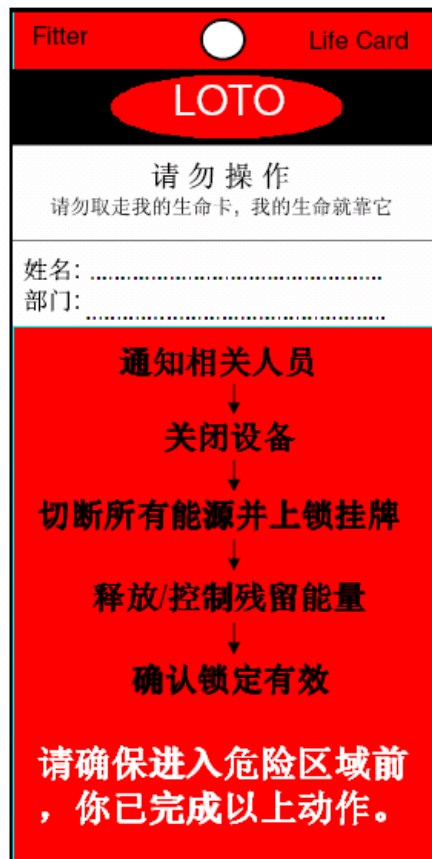 Fitter Life Card
LOTO
请勿操作
请勿取走我的生命卡, 我的生命就靠它
姓名: ................................................
部门: ................................................
通知相关人员
↓
关闭设备
↓
切断所有能源并上锁挂牌
↓
释放/控制残留能量
↓
确认锁定有效
请确保进入危险区域前
，你已完成以上动作。